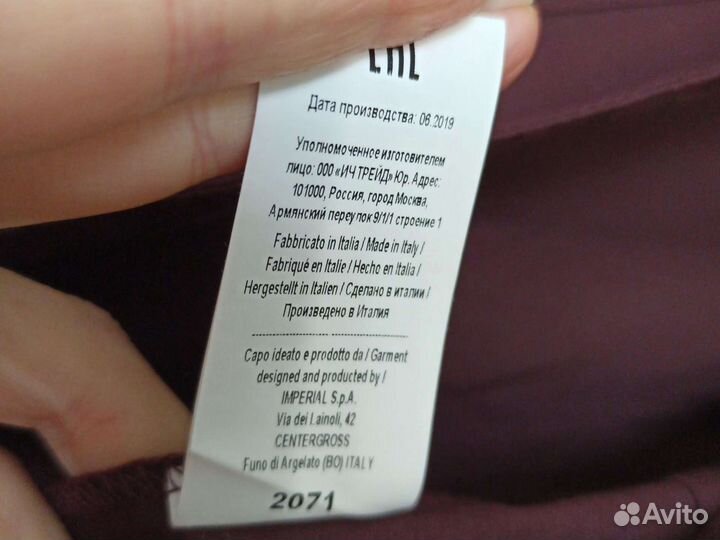 EAC
Дата производства: 06.2019
Уполномоченное изготовителем
лицо: ООО «ИЧ ТРЕЙД» Юр. Адрес:
101000, Россия, город Москва,
Армянский переулок 9/1/1 строение 1
Fabbricato in Italia / Made in Italy /
Fabriqué en Italie / Hecho en Italia /
Hergestellt in Italien / Сделано в италии /
Произведено в Италия
Capo ideato e prodotto da / Garment
designed and producted by /
IMPERIAL S.p.A.
Via dei Lainoli, 42
CENTERGROSS
Funo di Argelato (BO) ITALY
2071
Avito